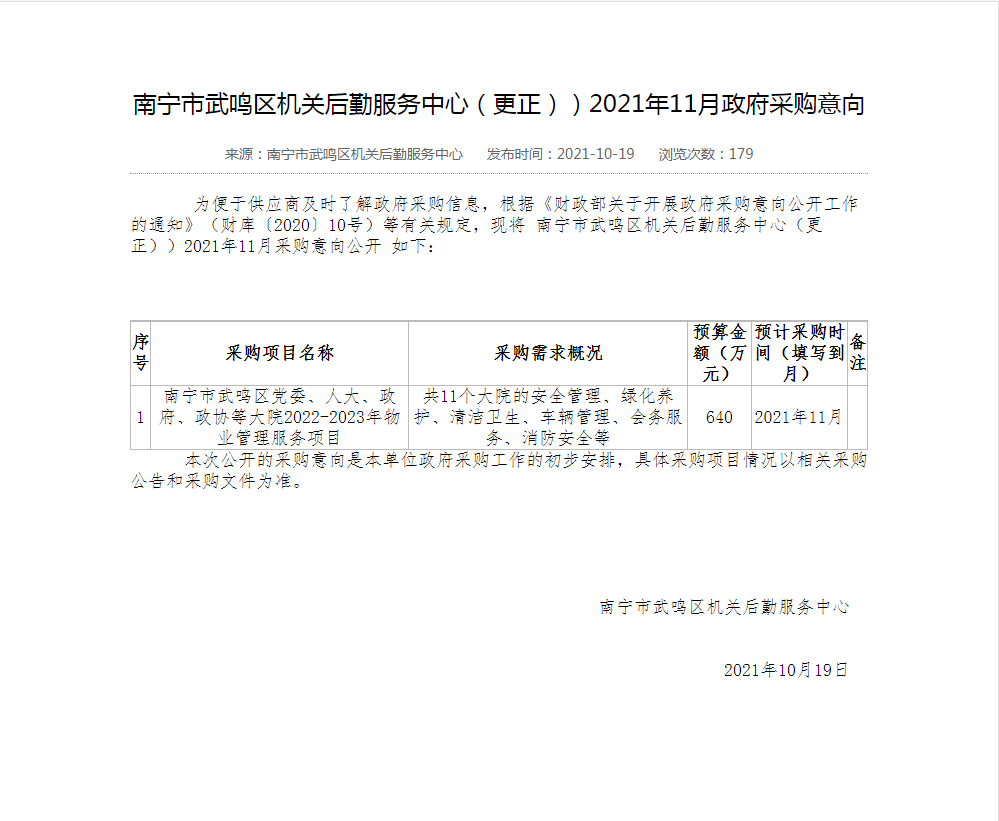 南宁市武鸣区机关后勤服务中心（更正））2021年11月政府采购意向
来源：南宁市武鸣区机关后勤服务中心 发布时间：2021-10-19 浏览次数：179
为便于供应商及时了解政府采购信息，根据《财政部关于开展政府采购意向公开工作
的通知》（财库〔2020〕10号）等有关规定，现将 南宁市武鸣区机关后勤服务中心（更
正））2021年11月采购意向公开 如下：
序号 采购项目名称 采购需求概况 预算金额（万元） 预计采购时间（填写到月） 备注
1 南宁市武鸣区党委、人大、政府、政协等大院2022-2023年物业管理服务项目 共11个大院的安全管理、绿化养护、清洁卫生、车辆管理、会务服务、消防安全等 640 2021年11月
本次公开的采购意向是本单位政府采购工作的初步安排，具体采购项目情况以相关采购
公告和采购文件为准。
南宁市武鸣区机关后勤服务中心
2021年10月19日